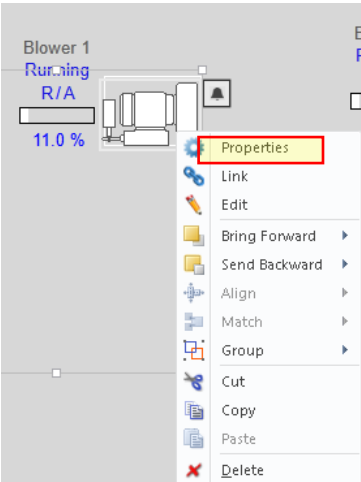 Blower 1
Running
R/A
11.0 %
Properties
Link
Edit
Bring Forward
Send Backward
Align
Match
Group
Cut
Copy
Paste
Delete